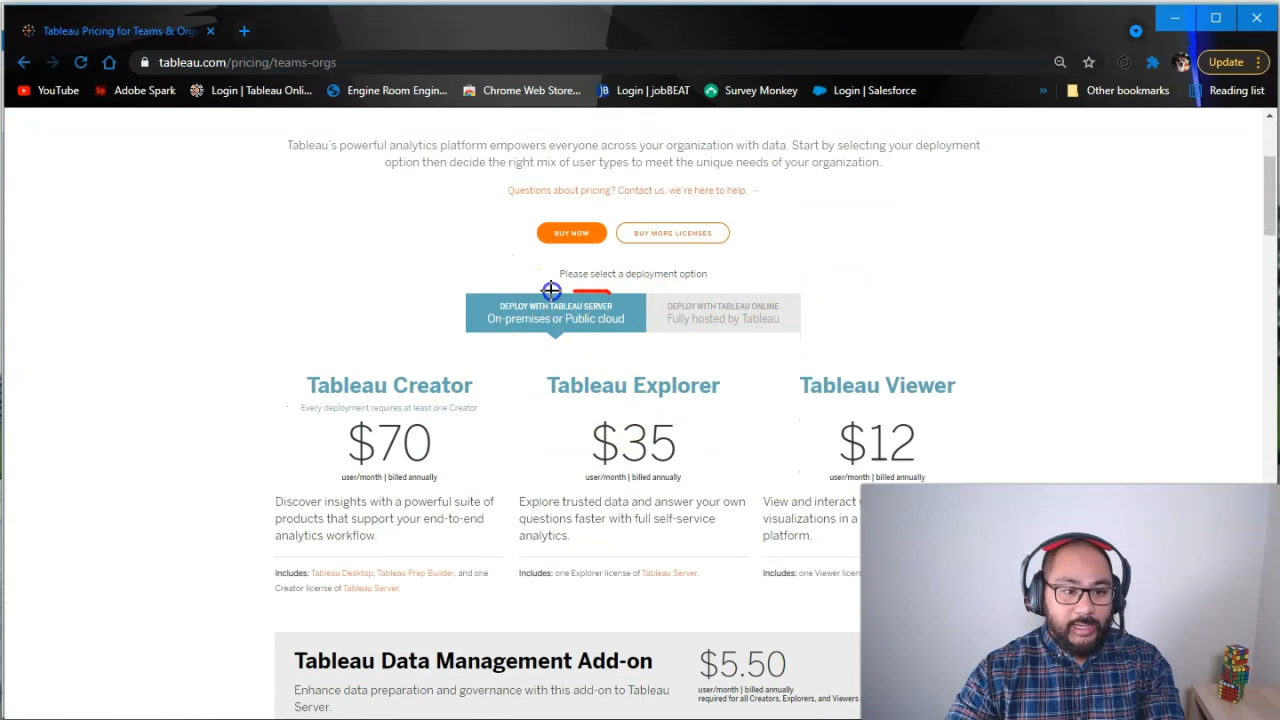 Tableau Pricing for Teams & Org
tableau.com/pricing/teams-orgs
Update
YouTube
Adobe Spark
Login | Tableau Onli...
Engine Room Engin...
Chrome Web Store...
Login | jobBEAT
Survey Monkey
Login | Salesforce
»
Other bookmarks
Reading list
Tableau's powerful analytics platform empowers everyone across your organization with data. Start by selecting your deployment
option then decide the right mix of user types to meet the unique needs of your organization.
Questions about pricing? Contact us, we're here to help →
BUY NOW
BUY MORE LICENSES
Please select a deployment option
DEPLOY WITH TABLEAU SERVER
On-premises or Public cloud
DEPLOY WITH TABLEAU ONLINE
Fully hosted by Tableau
Tableau Creator
Every deployment requires at least one Creator
$70
user/month | billed annually
Discover insights with a powerful suite of
products that support your end-to-end
analytics workflow.
Includes: Tableau Desktop, Tableau Prep Builder, and one
Creator license of Tableau Server.
Tableau Explorer
$35
user/month | billed annually
Explore trusted data and answer your own
questions faster with full self-service
analytics.
Includes: one Explorer license of Tableau Server.
Tableau Viewer
$12
user/month | billed annually
View and interact
visualizations in a
platform.
Includes: one Viewer
Tableau Data Management Add-on
Enhance data preparation and governance with this add-on to Tableau
Server.
$5.50
user/month | billed annually
required for all Creators, Explorers, and Viewers